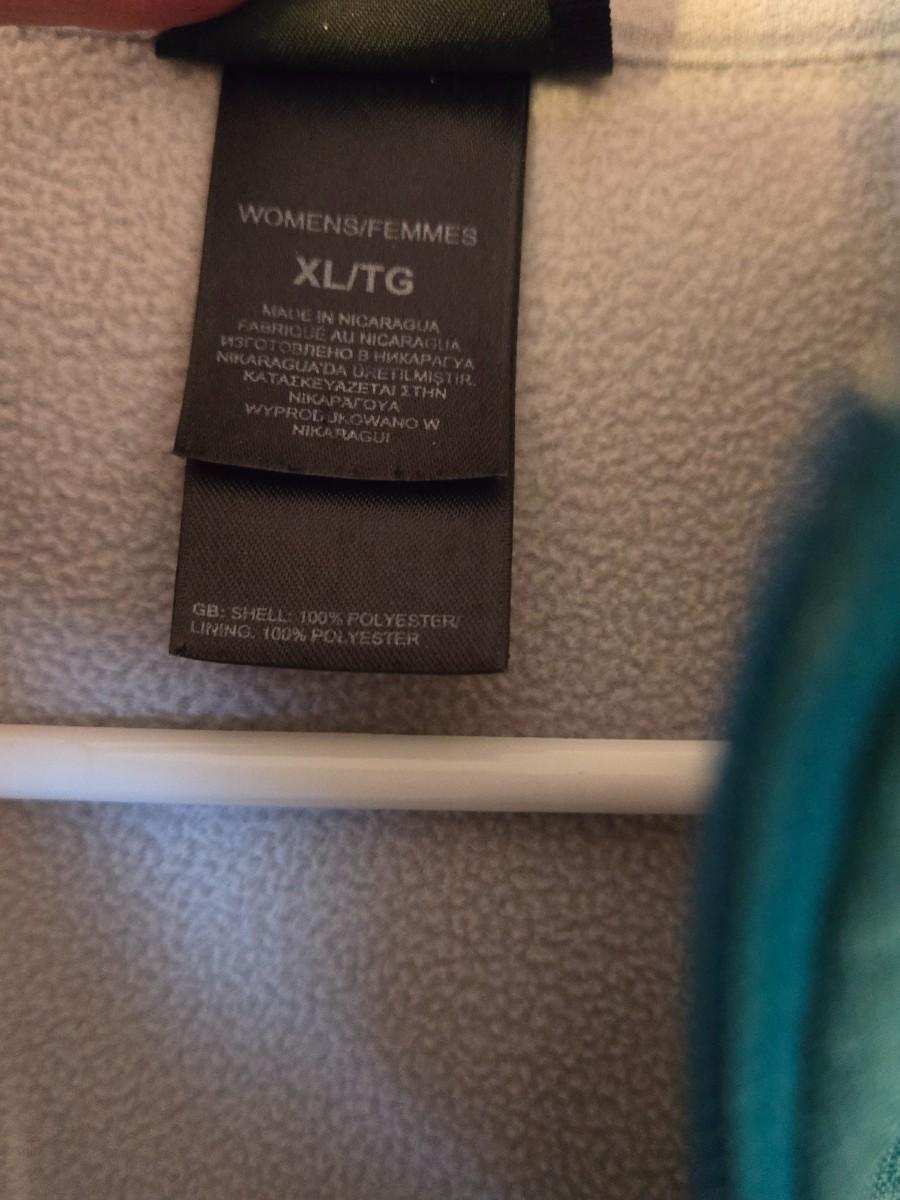 WOMENS/FEMMES
XL/TG
MADE IN NICARAGUA
FABRIQUÉ AU NICARAGUA
ИЗГОТОВЛЕНО В НИКАРАГУА
NIKARAGUA'DA ÜRETILMIŞTIR.
ΚΑΤΑΣΚΕΥΑΖΕΤΑΙ ΣΤΗΝ
ΝΙΚΑΡΑΓΟΥΑ
WYPRODUKOWANO W
NIKARAGUI
GB: SHELL: 100% POLYESTER/
LINING: 100% POLYESTER